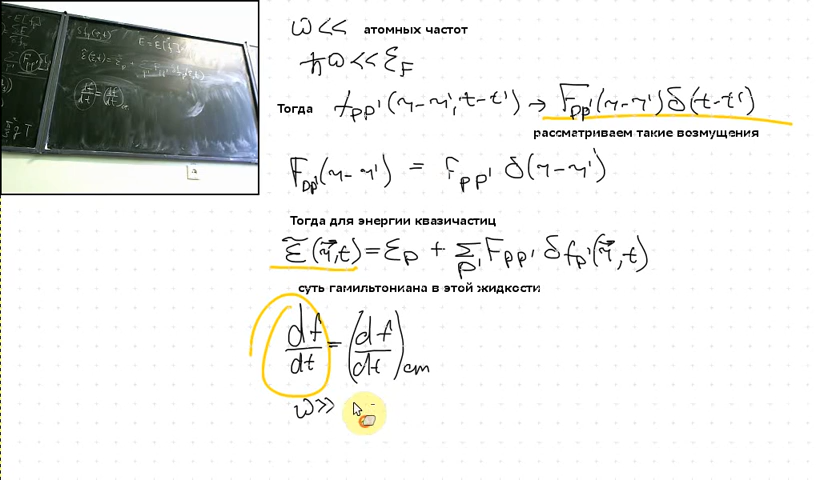 ω << атомных частот
ħω << ε_F
Тогда f_pp'(r-r', t-t') → F_pp'(r-r') δ(t-t')
рассматриваем такие возмущения
F_pp'(r-r') = F_pp' δ(r-r')
Тогда для энергии квазичастиц
ε̃(r⃗,t) = ε_p + Σ_p' F_pp' δf_p'(r⃗,t)
суть гамильтониана в этой жидкости
df/dt = (df/dt)_ст
ω >>